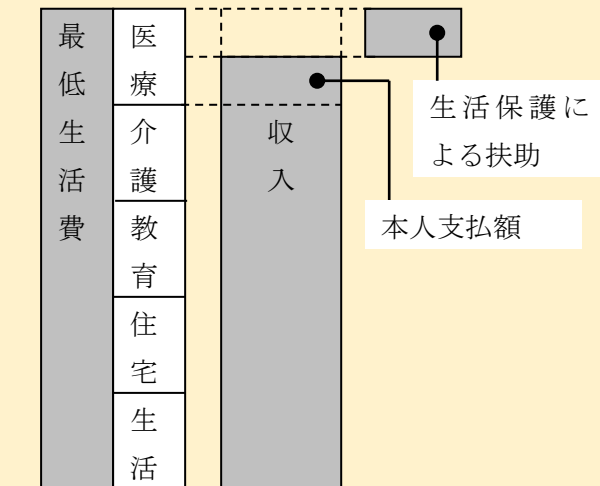 最低生活費
医療
介護
教育
住宅
生活
収入
生活保護に
よる扶助
本人支払額